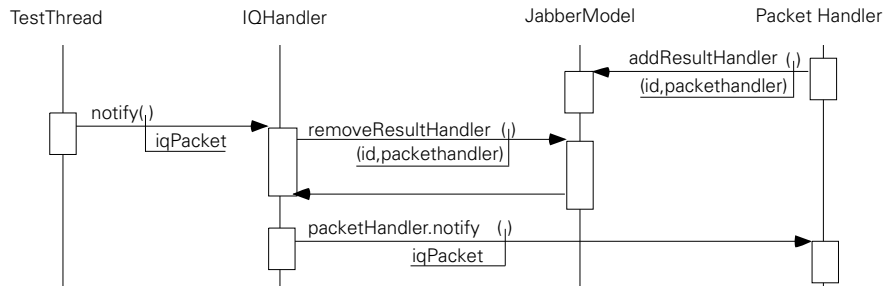 TestThread IQHandler JabberModel Packet Handler
addResultHandler (,)
(id,packethandler)
notify(,)
iqPacket
removeResultHandler (,)
(id,packethandler)
packetHandler.notify (,)
iqPacket